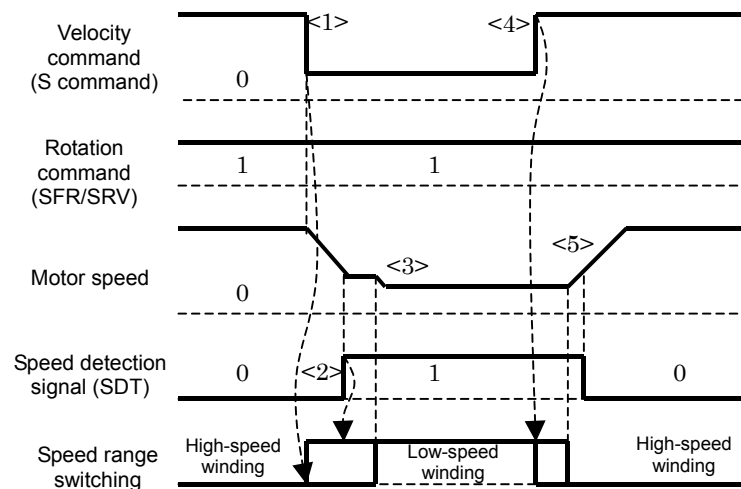 Velocity
command
(S command)
<1>
<4>
0
Rotation
command
(SFR/SRV)
1
1
Motor speed
<3>
<5>
0
Speed detection
signal (SDT)
0
<2>
1
0
Speed range
switching
High-speed
winding
Low-speed
winding
High-speed
winding